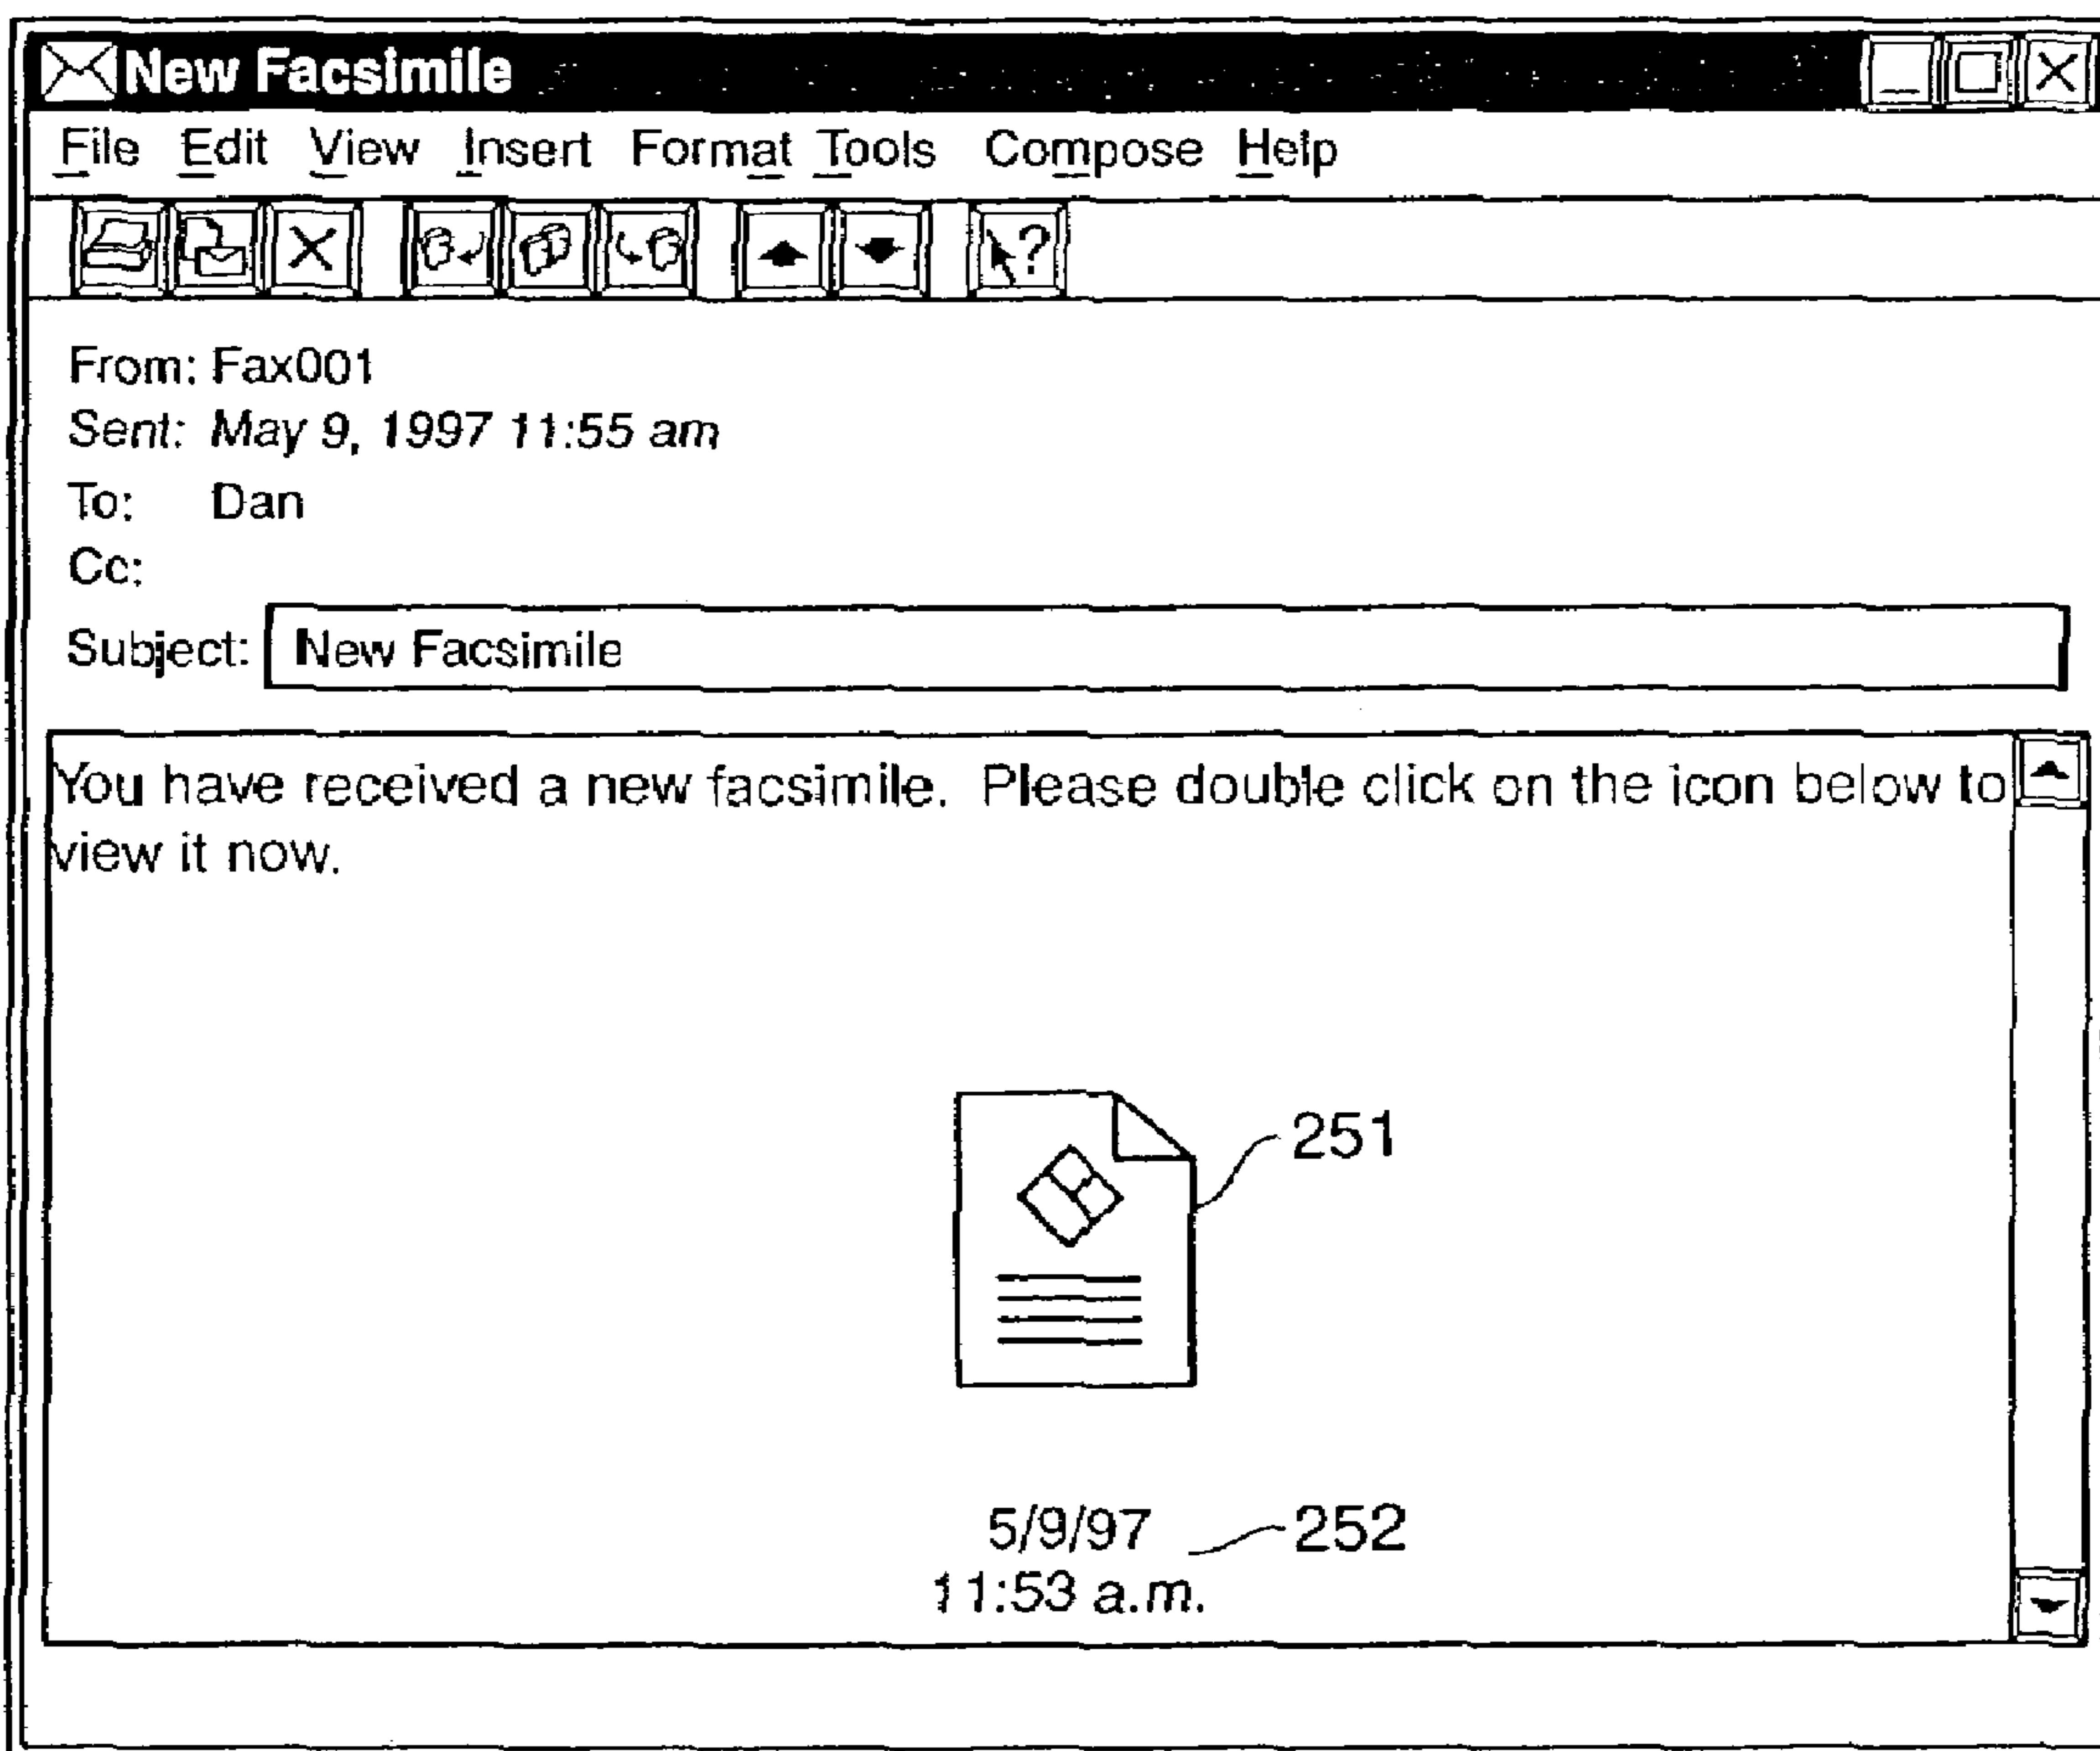 New Facsimile
File Edit View Insert Format Tools Compose Help
From: Fax001
Sent: May 9, 1997 11:55 am
To: Dan
Cc:
Subject: New Facsimile
You have received a new facsimile. Please double click on the icon below to
view it now.
251
5/9/97 252
11:53 a.m.